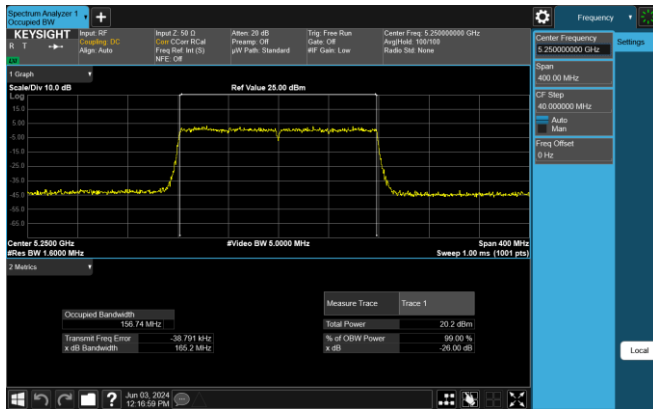 Spectrum Analyzer 1
Occupied BW
Frequency
KEYSIGHT
R T
Input: RF
Coupling: DC
Align: Auto
Input Z: 50 Ω
Corr CCorr RCal
Freq Ref: Int (S)
NFE: Off
Atten: 20 dB
Preamp: Off
µW Path: Standard
Trig: Free Run
Gate: Off
#IF Gain: Low
Center Freq: 5.250000000 GHz
Avg|Hold: 100/100
Radio Std: None
Center Frequency
5.250000000 GHz
Settings
Span
400.00 MHz
CF Step
40.000000 MHz
Auto
Man
Freq Offset
0 Hz
1 Graph
Scale/Div 10.0 dB
Ref Value 25.00 dBm
Log
15.0
5.00
-5.00
-15.0
-25.0
-35.0
-45.0
-55.0
-65.0
Center 5.2500 GHz
#Video BW 5.0000 MHz
Span 400 MHz
#Res BW 1.6000 MHz
Sweep 1.00 ms (1001 pts)
2 Metrics
Measure Trace
Trace 1
Occupied Bandwidth
156.74 MHz
Total Power
20.2 dBm
Transmit Freq Error
-38.791 kHz
% of OBW Power
99.00 %
x dB Bandwidth
165.2 MHz
x dB
-26.00 dB
Local
Jun 03, 2024
12:16:59 PM